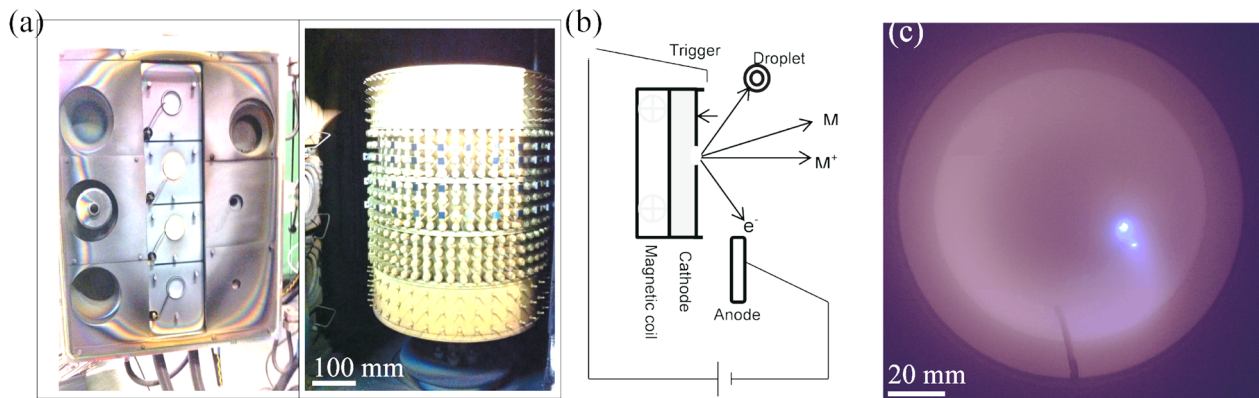 (a)
100 mm
(b)
Trigger
Droplet
M
M⁺
e⁻
Magnetic coil
Cathode
Anode
(c)
20 mm